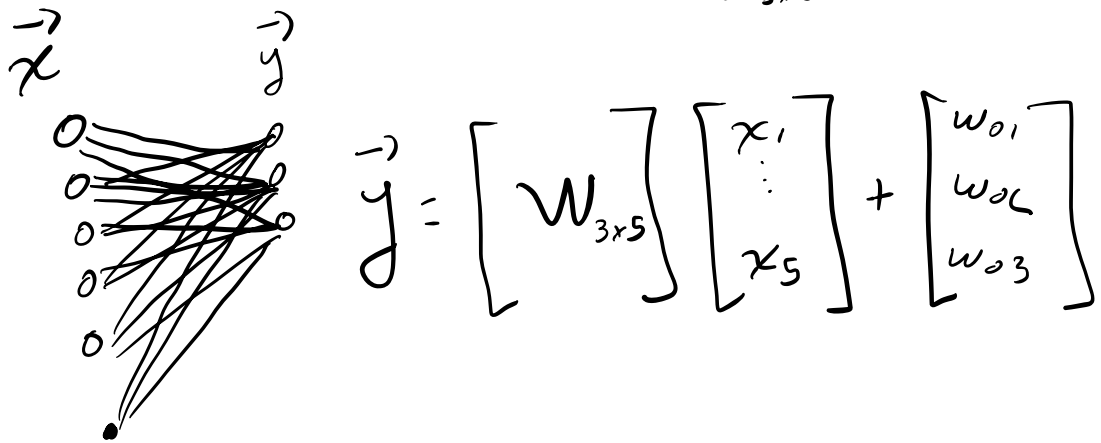 x⃗ y⃗
y⃗ = [ W₃ₓ₅ ] [ x₁ ⋮ x₅ ] + [ w₀₁ w₀₂ w₀₃ ]